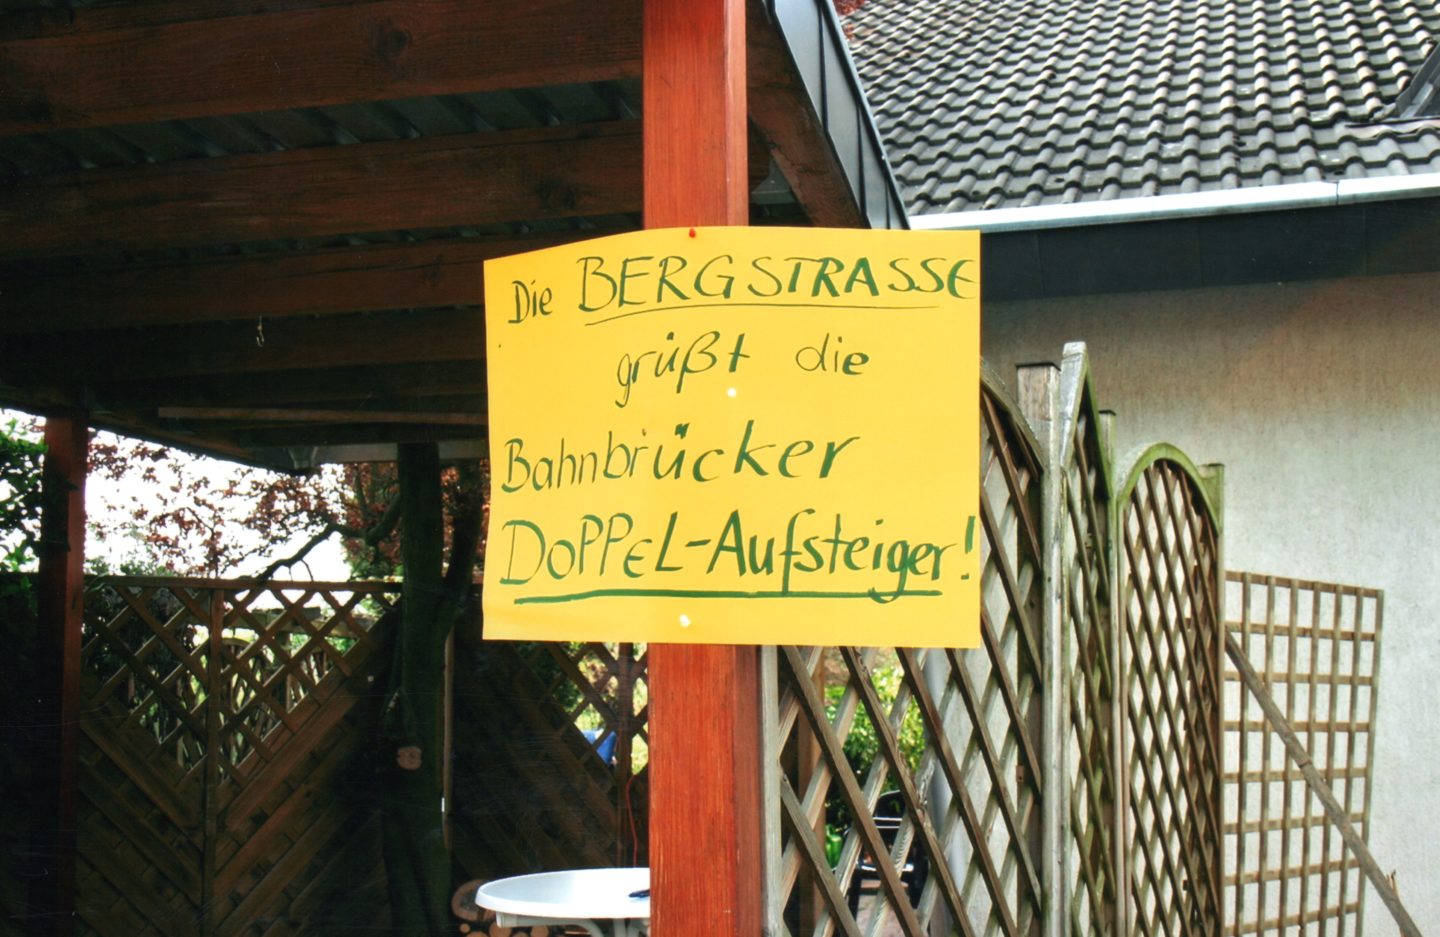 Die BERGSTRASSE
grüßt die
Bahnbrücker
DOPPEL-Aufsteiger!